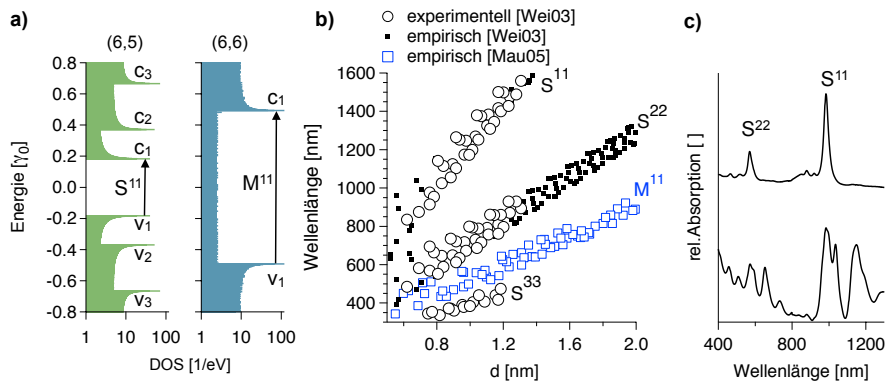 a)
(6,5)
(6,6)
Energie [γ0]
0.8
0.6
0.4
0.2
0.0
-0.2
-0.4
-0.6
-0.8
c3
c2
c1
S11
v1
v2
v3
c1
M11
v1
1 10 100
1 10 100
DOS [1/eV]
b)
experimentell [Wei03]
empirisch [Wei03]
empirisch [Mau05]
Wellenlänge [nm]
1600
1400
1200
1000
800
600
400
S11
S22
M11
S33
0.8 1.2 1.6 2.0
d [nm]
c)
rel.Absorption [ ]
S11
S22
400 800 1200
Wellenlänge [nm]